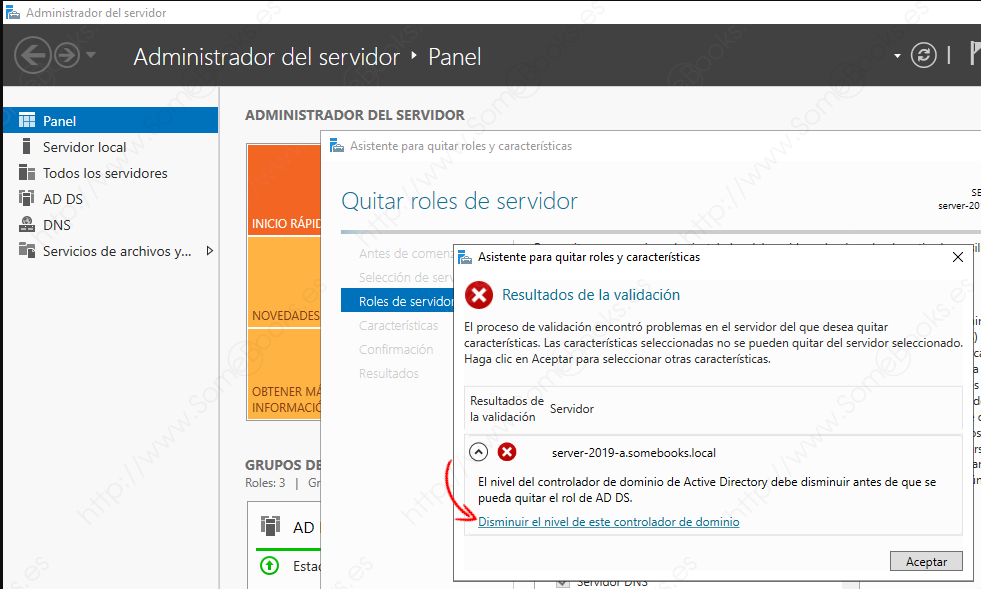 Administrador del servidor
Administrador del servidor ‣ Panel
Panel
Servidor local
Todos los servidores
AD DS
DNS
Servicios de archivos y...
ADMINISTRADOR DEL SERVIDOR
INICIO RÁPID
NOVEDADES
OBTENER MÁ
INFORMACIÓ
GRUPOS DE
Roles: 3 | Gr
AD
Estad
Asistente para quitar roles y características
Quitar roles de servidor
SE
server-20
Antes de comenz
Selección de serv
Roles de servidor
Características
Confirmación
Resultados
Asistente para quitar roles y características
Resultados de la validación
El proceso de validación encontró problemas en el servidor del que desea quitar
características. Las características seleccionadas no se pueden quitar del servidor seleccionado.
Haga clic en Aceptar para seleccionar otras características.
Resultados de
la validación
Servidor
server-2019-a.somebooks.local
El nivel del controlador de dominio de Active Directory debe disminuir antes de que se
pueda quitar el rol de AD DS.
Disminuir el nivel de este controlador de dominio
Aceptar
Servidor DNS
http://www.SomeBooks.es